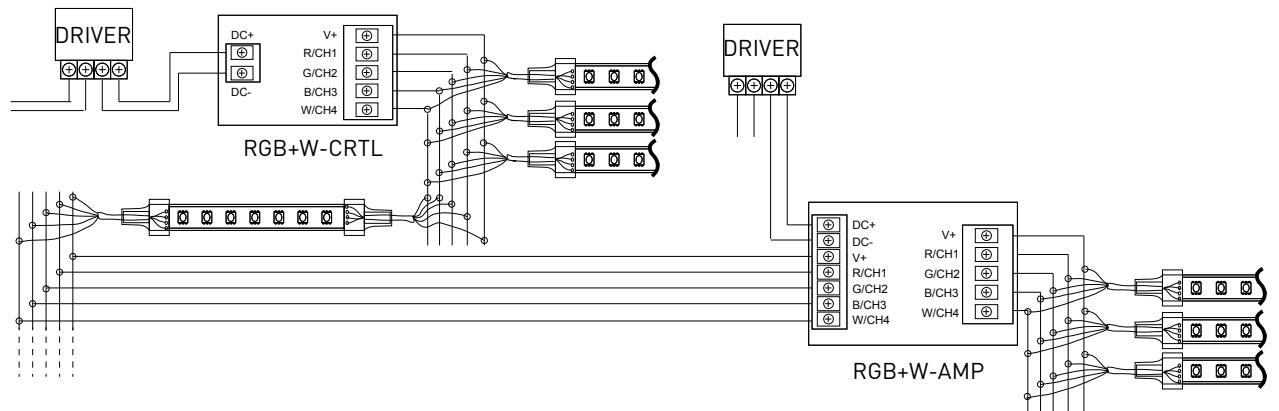 DRIVER
DC+
DC-
V+
R/CH1
G/CH2
B/CH3
W/CH4
RGB+W-CRTL
DRIVER
DC+
DC-
V+
R/CH1
G/CH2
B/CH3
W/CH4
V+
R/CH1
G/CH2
B/CH3
W/CH4
RGB+W-AMP